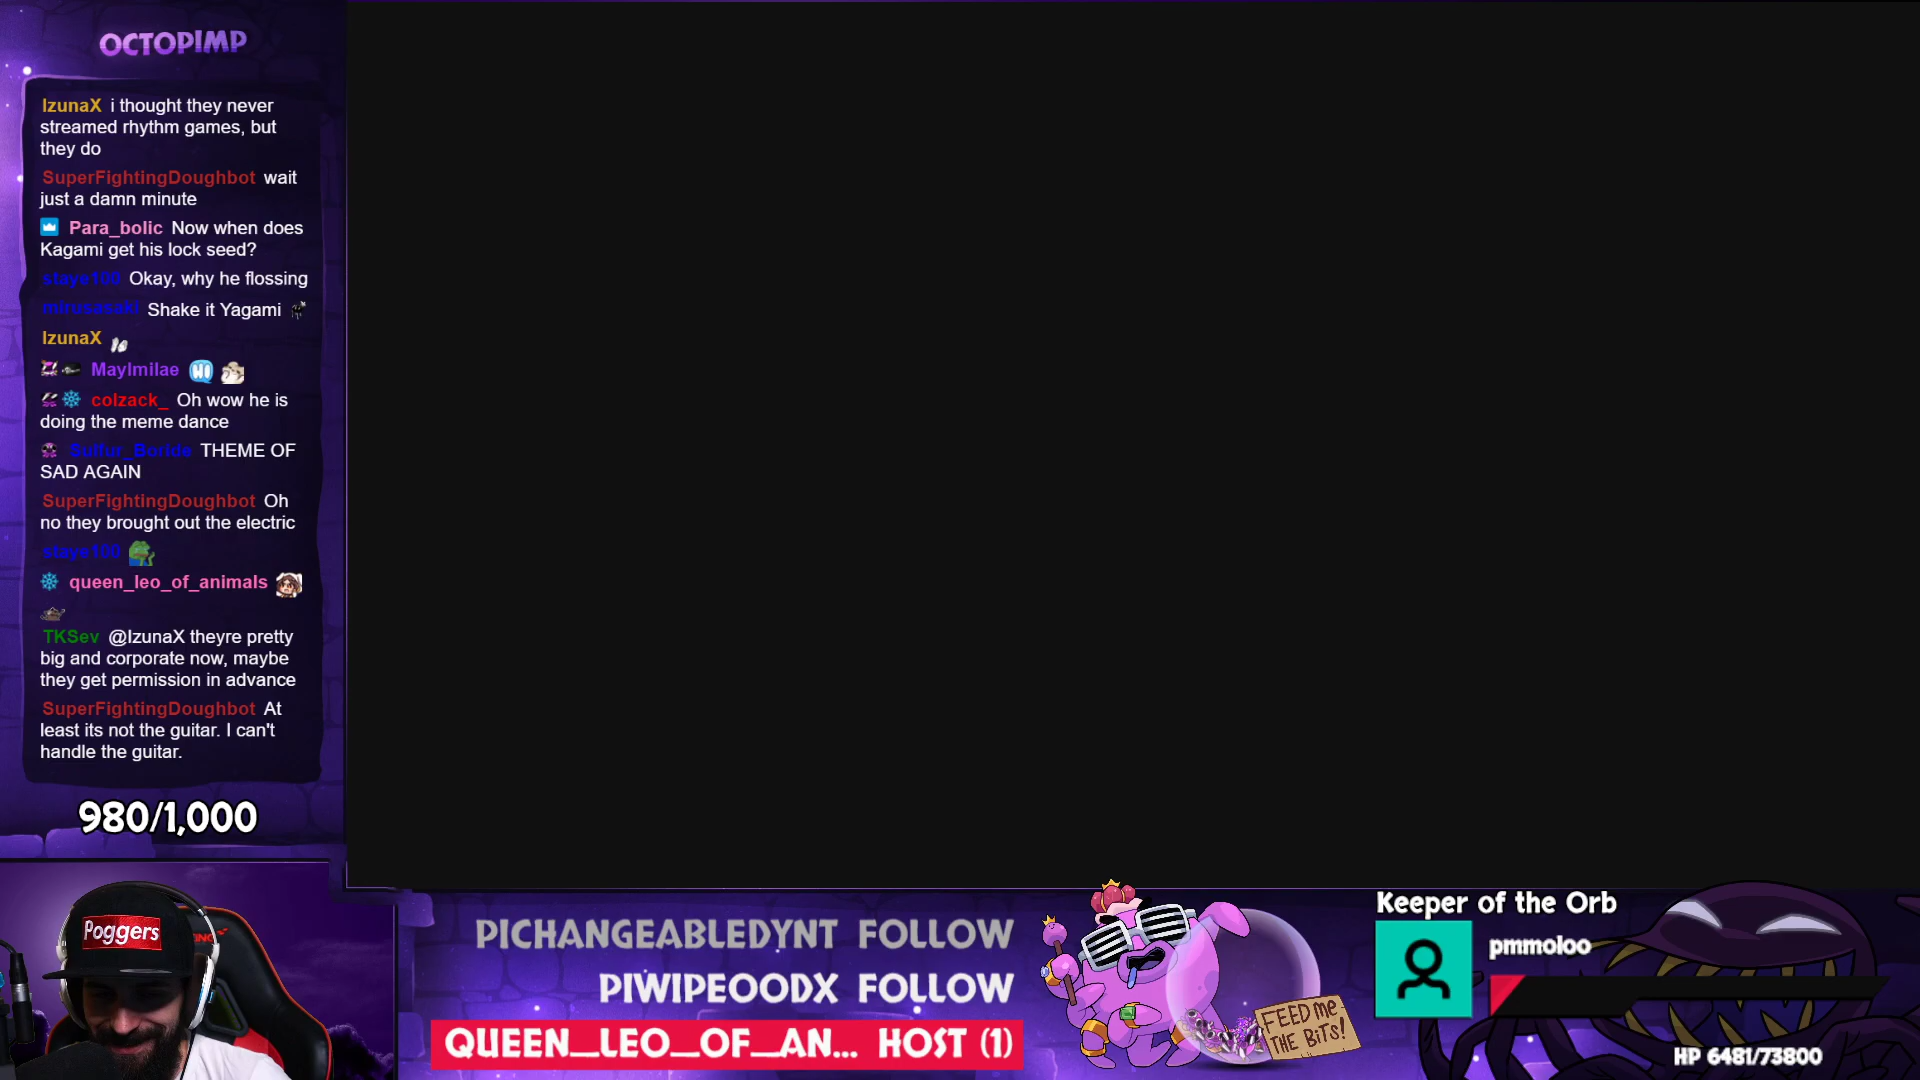 OCTOPIMP
IzunaX i thought they never
streamed rhythm games, but
they do
SuperFightingDoughbot wait
just a damn minute
Para_bolic Now when does
Kagami get his lock seed?
staye100 Okay, why he flossing
mirusasaki Shake it Yagami
IzunaX
MayImilae
colzack_ Oh wow he is
doing the meme dance
Sulfur_Boride THEME OF
SAD AGAIN
SuperFightingDoughbot Oh
no they brought out the electric
staye100
queen_leo_of_animals
TKSev @IzunaX theyre pretty
big and corporate now, maybe
they get permission in advance
SuperFightingDoughbot At
least its not the guitar. I can't
handle the guitar.
980/1,000
Poggers
PICHANGEABLEDYNT FOLLOW
PIWIPEOODX FOLLOW
QUEEN_LEO_OF_AN... HOST (1)
FEED ME
THE BITS!
Keeper of the Orb
pmmoloo
HP 6481/73800